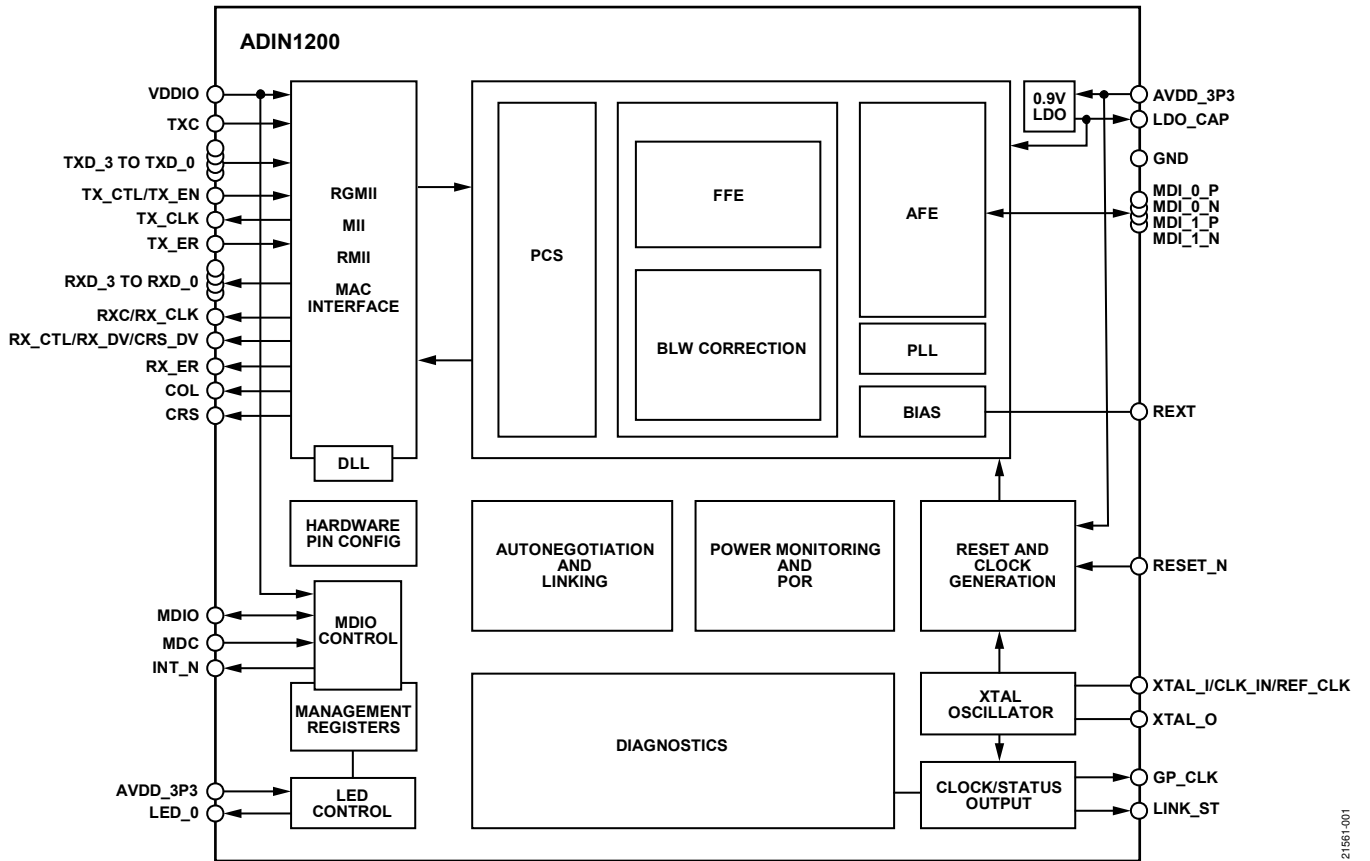 ADIN1200
VDDIO
TXC
TXD_3 TO TXD_0
TX_CTL/TX_EN
TX_CLK
TX_ER
RXD_3 TO RXD_0
RXC/RX_CLK
RX_CTL/RX_DV/CRS_DV
RX_ER
COL
CRS
MDIO
MDC
INT_N
AVDD_3P3
LED_0
RGMII
MII
RMII
MAC
INTERFACE
DLL
HARDWARE
PIN CONFIG
MDIO
CONTROL
MANAGEMENT
REGISTERS
LED
CONTROL
PCS
FFE
BLW CORRECTION
AFE
PLL
BIAS
0.9V
LDO
AUTONEGOTIATION
AND
LINKING
POWER MONITORING
AND
POR
RESET AND
CLOCK
GENERATION
DIAGNOSTICS
XTAL
OSCILLATOR
CLOCK/STATUS
OUTPUT
AVDD_3P3
LDO_CAP
GND
MDI_0_P
MDI_0_N
MDI_1_P
MDI_1_N
REXT
RESET_N
XTAL_I/CLK_IN/REF_CLK
XTAL_O
GP_CLK
LINK_ST
21561-001